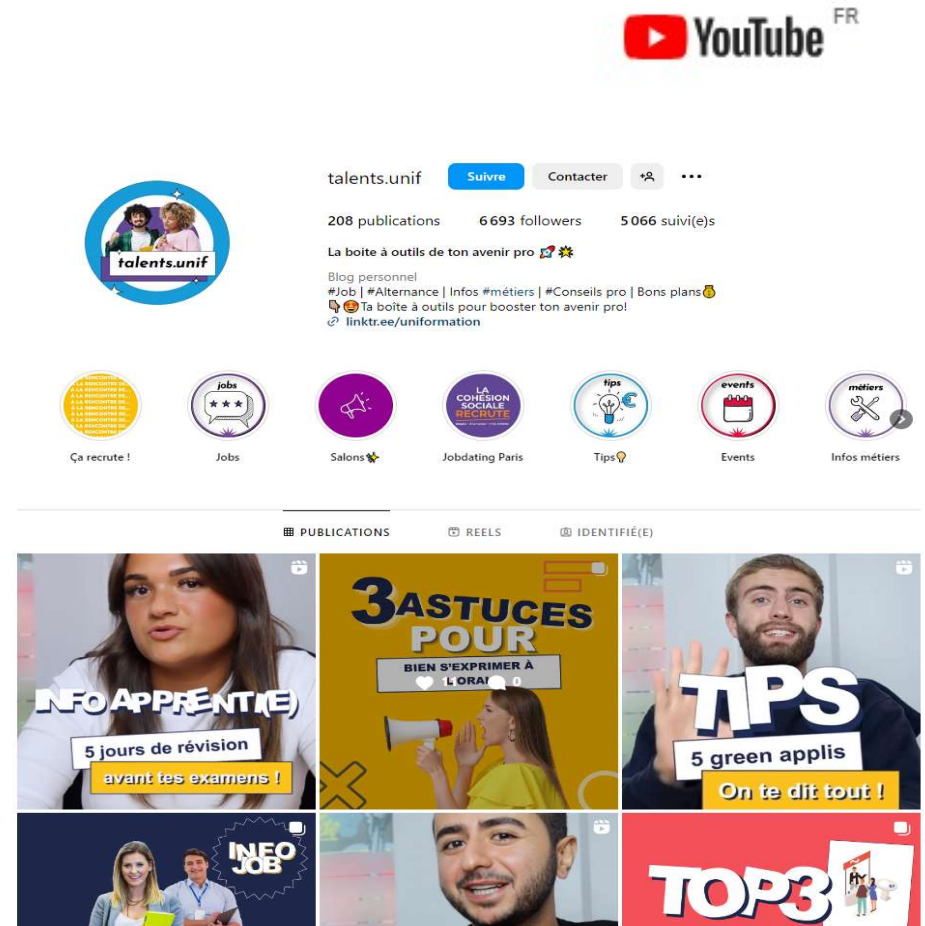 YouTube FR
talents.unif Suivre Contacter
208 publications 6 693 followers 5 066 suivi(e)s
La boite à outils de ton avenir pro 🚀🌟
Blog personnel
#Job | #Alternance | Infos #métiers | #Conseils pro | Bons plans💰
👇🤩Ta boîte à outils pour booster ton avenir pro!
linktr.ee/uniformation
talents.unif
jobs
LA
COHÉSION
SOCIALE
RECRUTE
tips
events
métiers
Ça recrute !
Jobs
Salons✨
Jobdating Paris
Tips💡
Events
Infos métiers
PUBLICATIONS REELS IDENTIFIÉ(E)
INFO APPRENTI(E)
5 jours de révision
avant tes examens !
3 ASTUCES
POUR
BIEN S'EXPRIMER À
L'ORAL
0
TIPS
5 green applis
On te dit tout !
INFO
JOB
TOP3